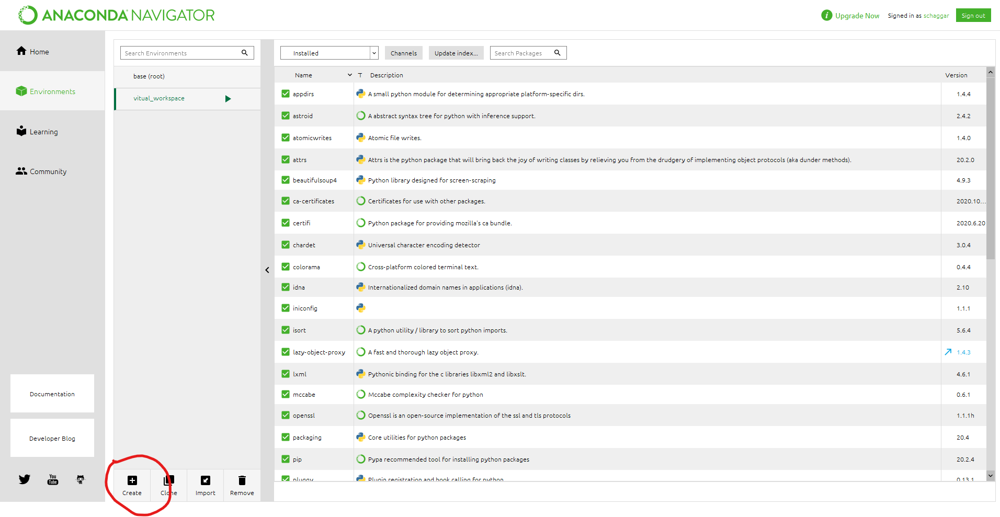 ANACONDA NAVIGATOR
Upgrade Now
Signed in as schaggar
Sign out
Home
Environments
Learning
Community
Documentation
Developer Blog
You Tube
Search Environments
base (root)
vitual_workspace
Create
Clone
Import
Remove
Installed
Channels
Update index...
Search Packages
Name T Description Version
appdirs A small python module for determining appropriate platform-specific dirs. 1.4.4
astroid A abstract syntax tree for python with inference support. 2.4.2
atomicwrites Atomic file writes. 1.4.0
attrs Attrs is the python package that will bring back the joy of writing classes by relieving you from the drudgery of implementing object protocols (aka dunder methods). 20.2.0
beautifulsoup4 Python library designed for screen-scraping 4.9.3
ca-certificates Certificates for use with other packages. 2020.10...
certifi Python package for providing mozilla's ca bundle. 2020.6.20
chardet Universal character encoding detector 3.0.4
colorama Cross-platform colored terminal text. 0.4.4
idna Internationalized domain names in applications (idna). 2.10
iniconfig 1.1.1
isort A python utility / library to sort python imports. 5.6.4
lazy-object-proxy A fast and thorough lazy object proxy. 1.4.3
lxml Pythonic binding for the c libraries libxml2 and libxslt. 4.6.1
mccabe Mccabe complexity checker for python 0.6.1
openssl Openssl is an open-source implementation of the ssl and tls protocols 1.1.1h
packaging Core utilities for python packages 20.4
pip Pypa recommended tool for installing python packages 20.2.4
pluggy Plugin registration and hook calling for python 0.13.1